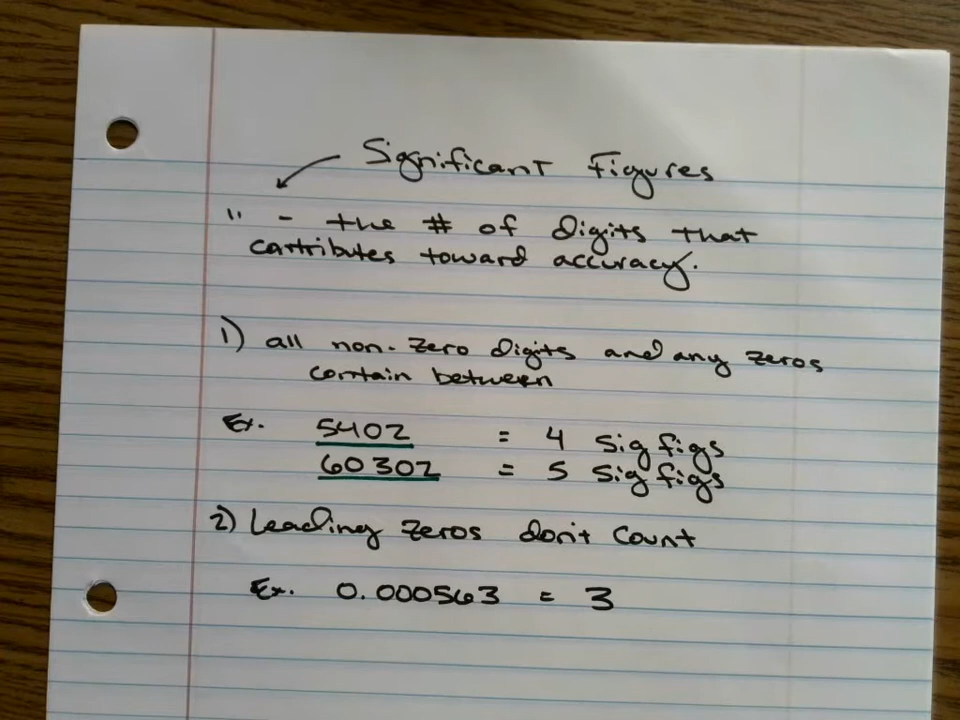 Significant Figures
" - the # of digits that
contributes toward accuracy.
1) all non-zero digits and any zeros
contain between
Ex. 5402 = 4 Sig figs
60302 = 5 Sig figs
2) Leading zeros don't count
Ex. 0.000563 = 3